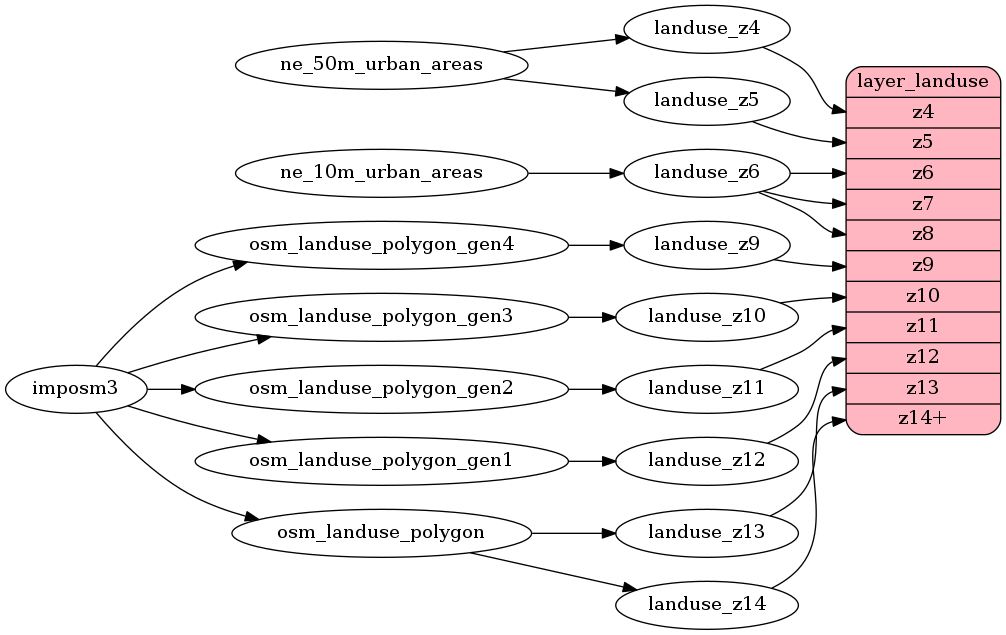 landuse_z4
ne_50m_urban_areas
layer_landuse
landuse_z5
z4
z5
ne_10m_urban_areas
landuse_z6
z6
z7
z8
osm_landuse_polygon_gen4
landuse_z9
z9
z10
osm_landuse_polygon_gen3
landuse_z10
z11
z12
imposm3
osm_landuse_polygon_gen2
landuse_z11
z13
z14+
osm_landuse_polygon_gen1
landuse_z12
osm_landuse_polygon
landuse_z13
landuse_z14